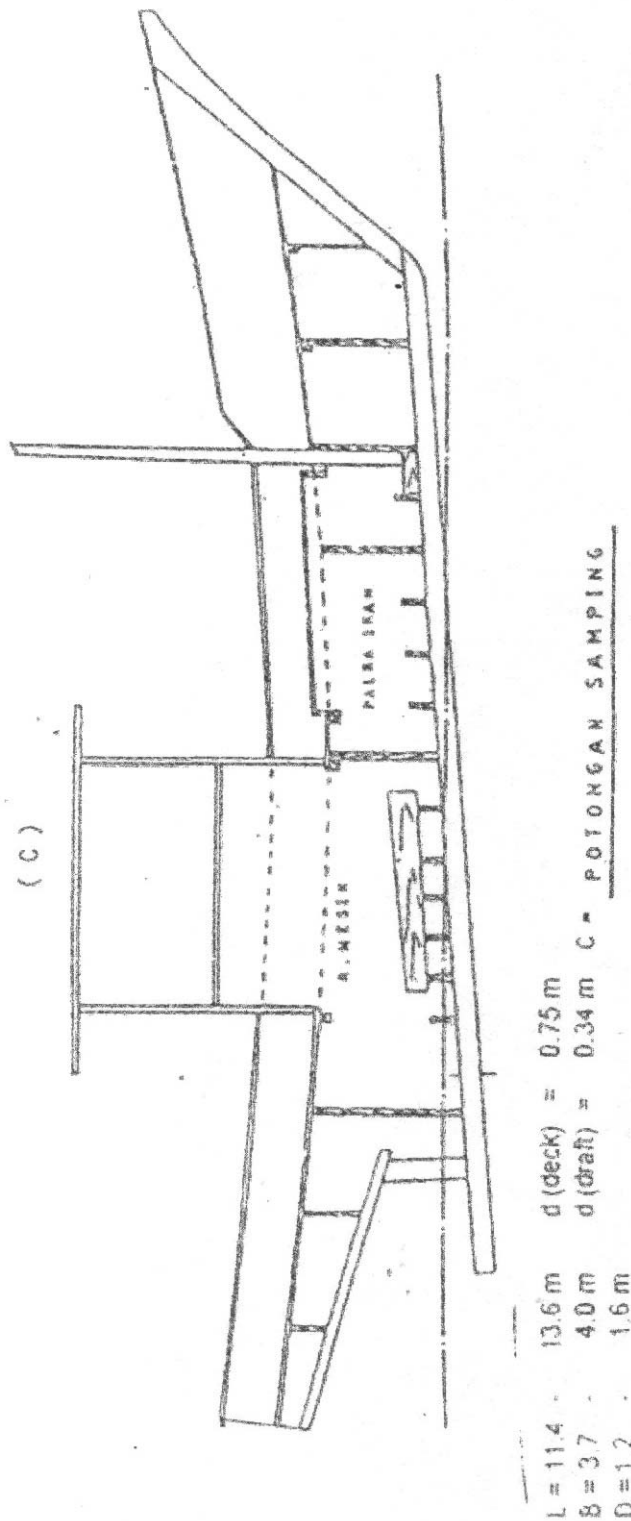 ( C )
R. MESIN
PALKA IKAN
L = 11.4 - 13.6 m d (deck) = 0.75 m
B = 3.7 - 4.0 m d (draft) = 0.34 m C = POTONGAN SAMPING
D = 1.2 - 1.6 m